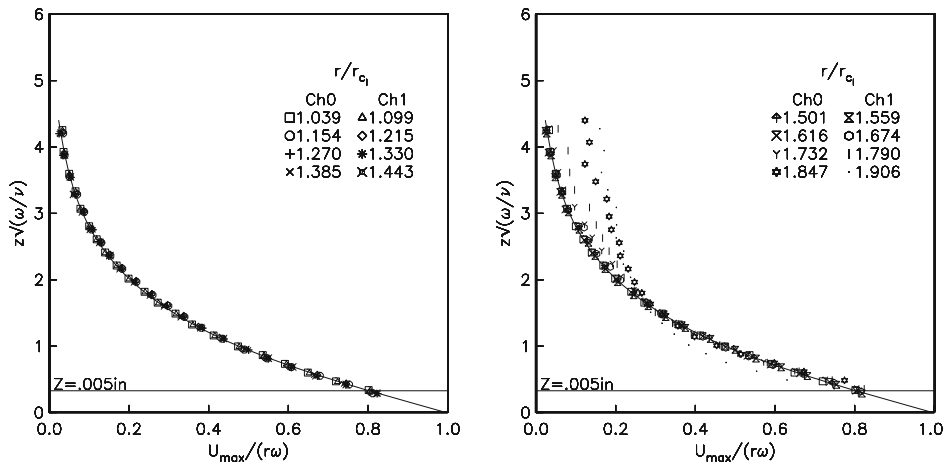 6
5
4
3
2
1
0
z√(ω/ν)
r/r_ci
Ch0 Ch1
1.039 1.099
1.154 1.215
1.270 1.330
1.385 1.443
Z=.005in
0.0 0.2 0.4 0.6 0.8 1.0
U_max/(rω)
6
5
4
3
2
1
0
z√(ω/ν)
r/r_ci
Ch0 Ch1
1.501 1.559
1.616 1.674
1.732 1.790
1.847 1.906
Z=.005in
0.0 0.2 0.4 0.6 0.8 1.0
U_max/(rω)